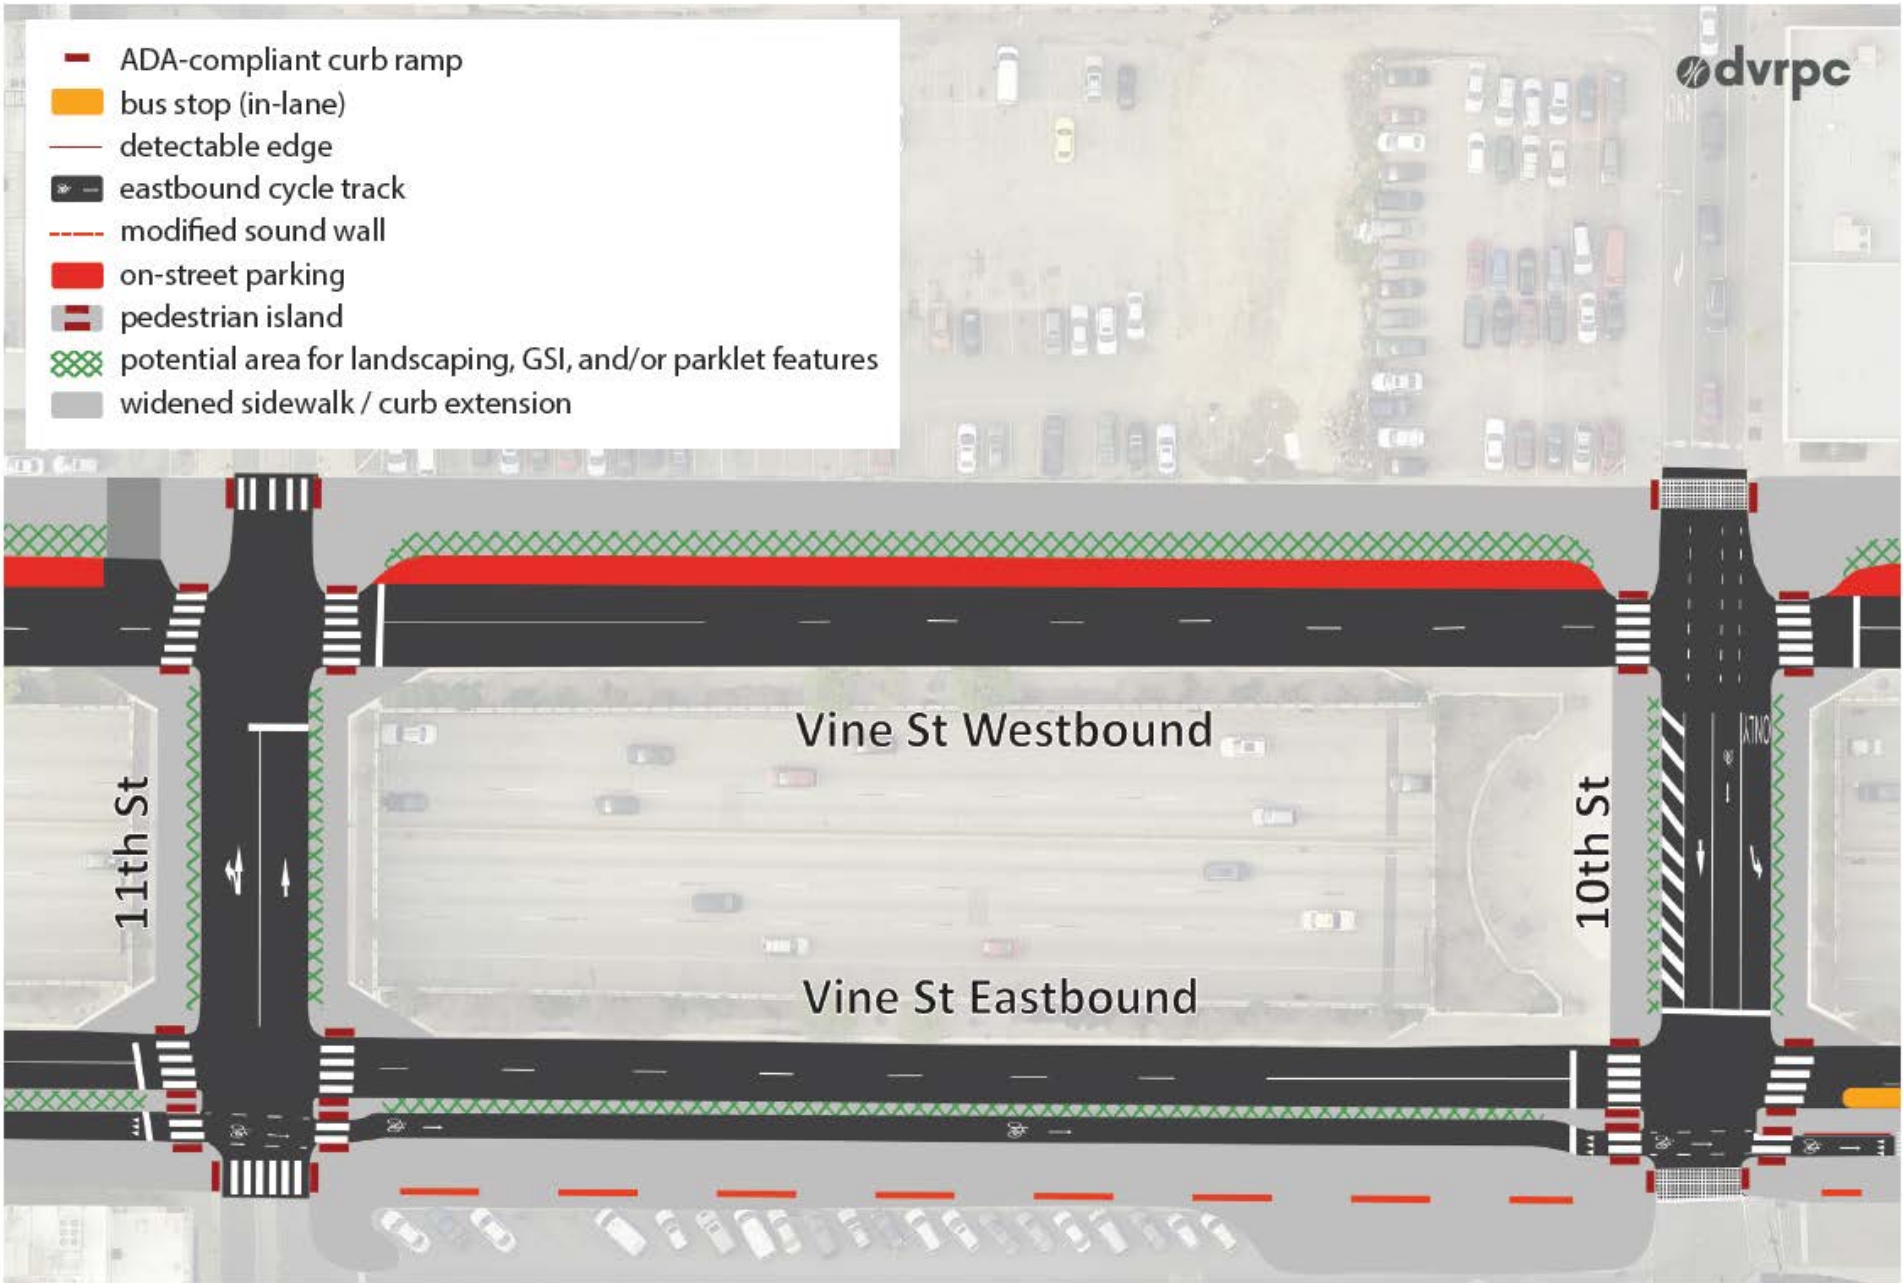 ADA-compliant curb ramp
bus stop (in-lane)
detectable edge
eastbound cycle track
modified sound wall
on-street parking
pedestrian island
potential area for landscaping, GSI, and/or parklet features
widened sidewalk / curb extension
dvrpc
Vine St Westbound
ONLY
11th St
10th St
Vine St Eastbound